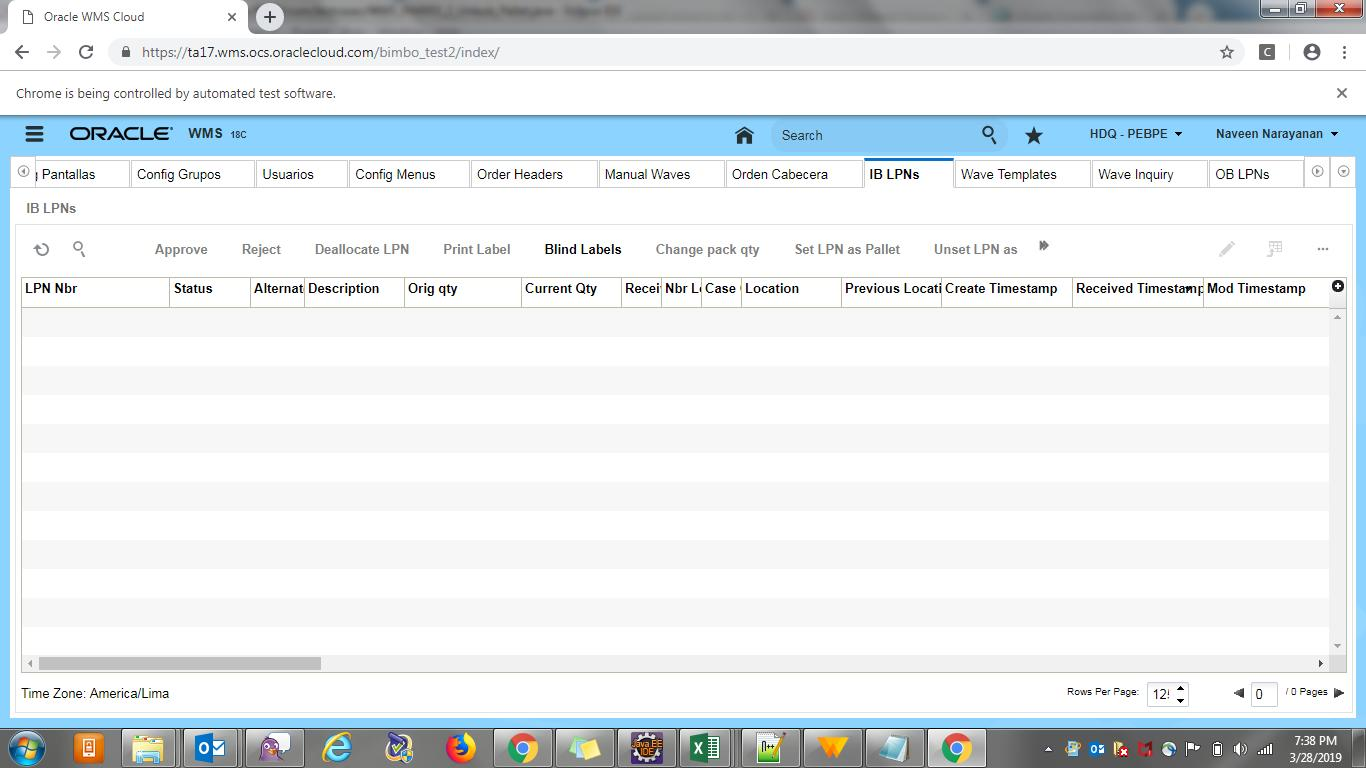 Oracle WMS Cloud
https://ta17.wms.ocs.oraclecloud.com/bimbo_test2/index/
C
Chrome is being controlled by automated test software.
ORACLE WMS 18C
Search
HDQ - PEBPE
Naveen Narayanan
Pantallas
Config Grupos
Usuarios
Config Menus
Order Headers
Manual Waves
Orden Cabecera
IB LPNs
Wave Templates
Wave Inquiry
OB LPNs
IB LPNs
Approve
Reject
Deallocate LPN
Print Label
Blind Labels
Change pack qty
Set LPN as Pallet
Unset LPN as
LPN Nbr
Status
Alternat
Description
Orig qty
Current Qty
Recei
Nbr L
Case
Location
Previous Locati
Create Timestamp
Received Timestamp
Mod Timestamp
Time Zone: America/Lima
Rows Per Page:
12
0
/ 0 Pages
7:38 PM
3/28/2019